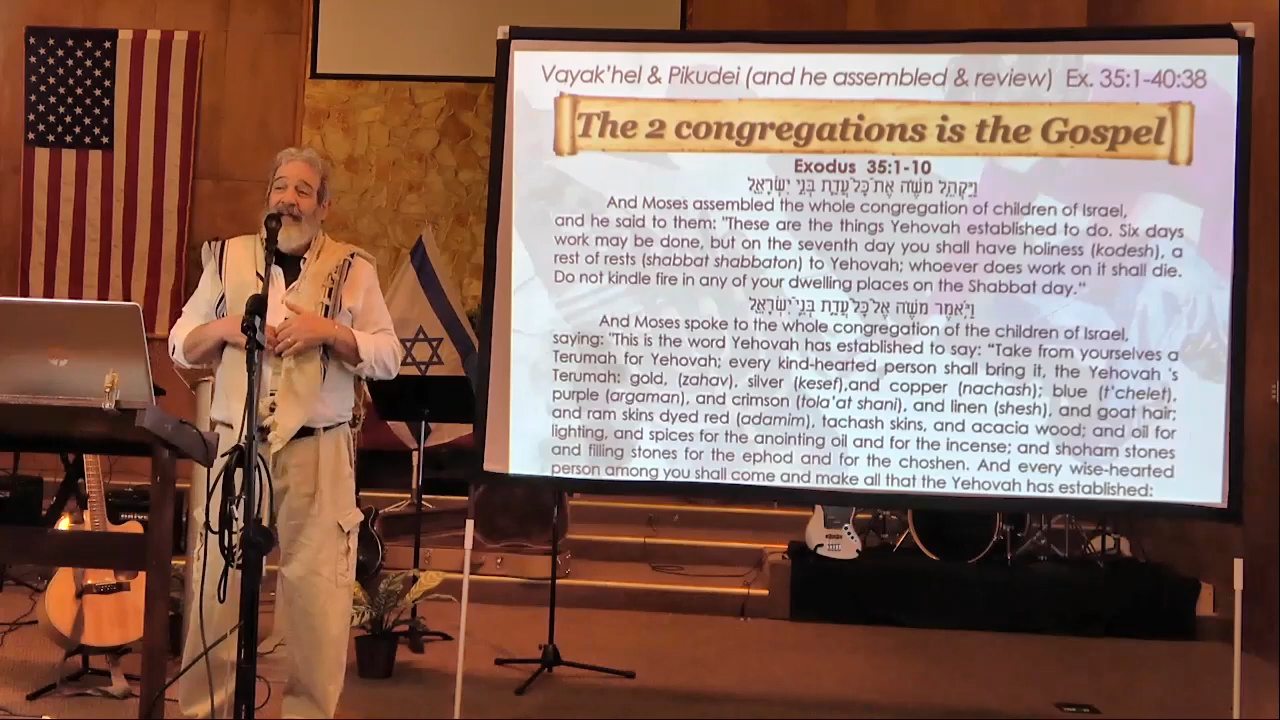 Vayak'hel & Pikudei (and he assembled & review) Ex. 35:1-40:38
The 2 congregations is the Gospel
Exodus 35:1-10
וַיַּקְהֵל מֹשֶׁה אֶת־כָּל־עֲדַת בְּנֵי יִשְׂרָאֵל
And Moses assembled the whole congregation of children of Israel,
and he said to them: "These are the things Yehovah established to do. Six days
work may be done, but on the seventh day you shall have holiness (kodesh), a
rest of rests (shabbat shabbaton) to Yehovah; whoever does work on it shall die.
Do not kindle fire in any of your dwelling places on the Shabbat day."
וַיֹּאמֶר מֹשֶׁה אֶל־כָּל־עֲדַת בְּנֵי־יִשְׂרָאֵל
And Moses spoke to the whole congregation of the children of Israel,
saying: "This is the word Yehovah has established to say: "Take from yourselves a
Terumah for Yehovah; every kind-hearted person shall bring it, the Yehovah 's
Terumah: gold, (zahav), silver (kesef),and copper (nachash); blue (t'chelet),
purple (argaman), and crimson (tola'at shani), and linen (shesh), and goat hair;
and ram skins dyed red (adamim), tachash skins, and acacia wood; and oil for
lighting, and spices for the anointing oil and for the incense; and shoham stones
and filling stones for the ephod and for the choshen. And every wise-hearted
person among you shall come and make all that the Yehovah has established: